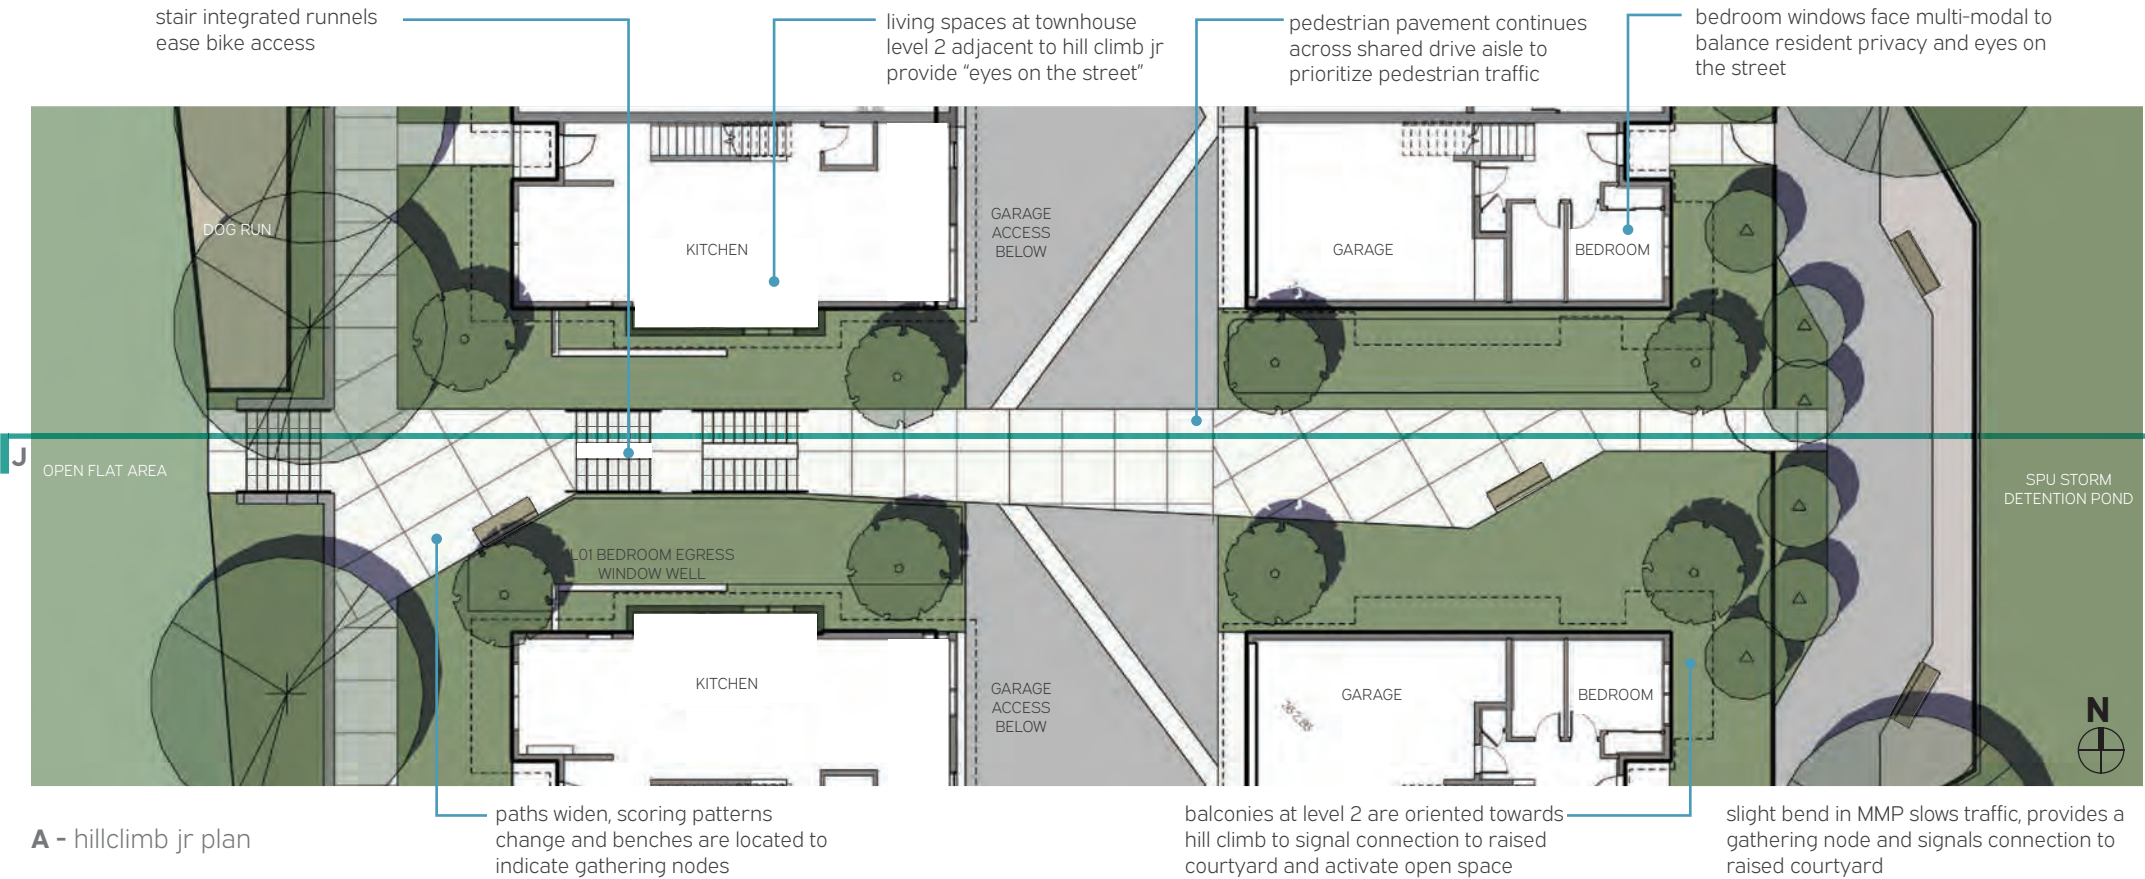 stair integrated runnels
ease bike access
living spaces at townhouse
level 2 adjacent to hill climb jr
provide “eyes on the street”
pedestrian pavement continues
across shared drive aisle to
prioritize pedestrian traffic
bedroom windows face multi-modal to
balance resident privacy and eyes on
the street
DOG RUN
KITCHEN
GARAGE
ACCESS
BELOW
GARAGE
BEDROOM
J
OPEN FLAT AREA
SPU STORM
DETENTION POND
L01 BEDROOM EGRESS
WINDOW WELL
KITCHEN
GARAGE
ACCESS
BELOW
GARAGE
BEDROOM
N
A - hillclimb jr plan
paths widen, scoring patterns
change and benches are located to
indicate gathering nodes
balconies at level 2 are oriented towards
hill climb to signal connection to raised
courtyard and activate open space
slight bend in MMP slows traffic, provides a
gathering node and signals connection to
raised courtyard